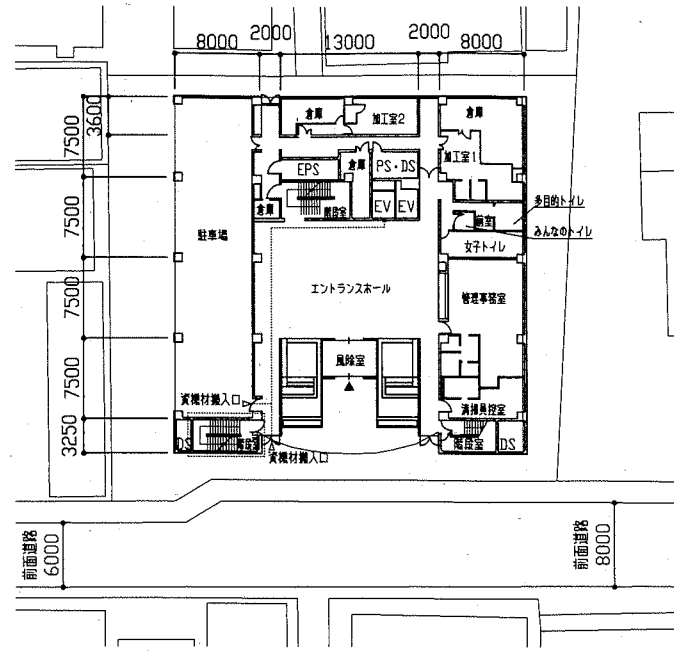 8000
2000
13000
2000
8000
3600
7500
7500
7500
7500
3250
倉庫
加工室2
倉庫
加工室1
EPS
倉庫
PS・DS
倉庫
階段室
EV
EV
多目的トイレ
みんなのトイレ
女子トイレ
駐車場
エントランスホール
管理事務室
風除室
資機材搬入口
清掃員控室
DS
階段室
資機材搬入口
階段室
DS
前面道路
6000
前面道路
8000